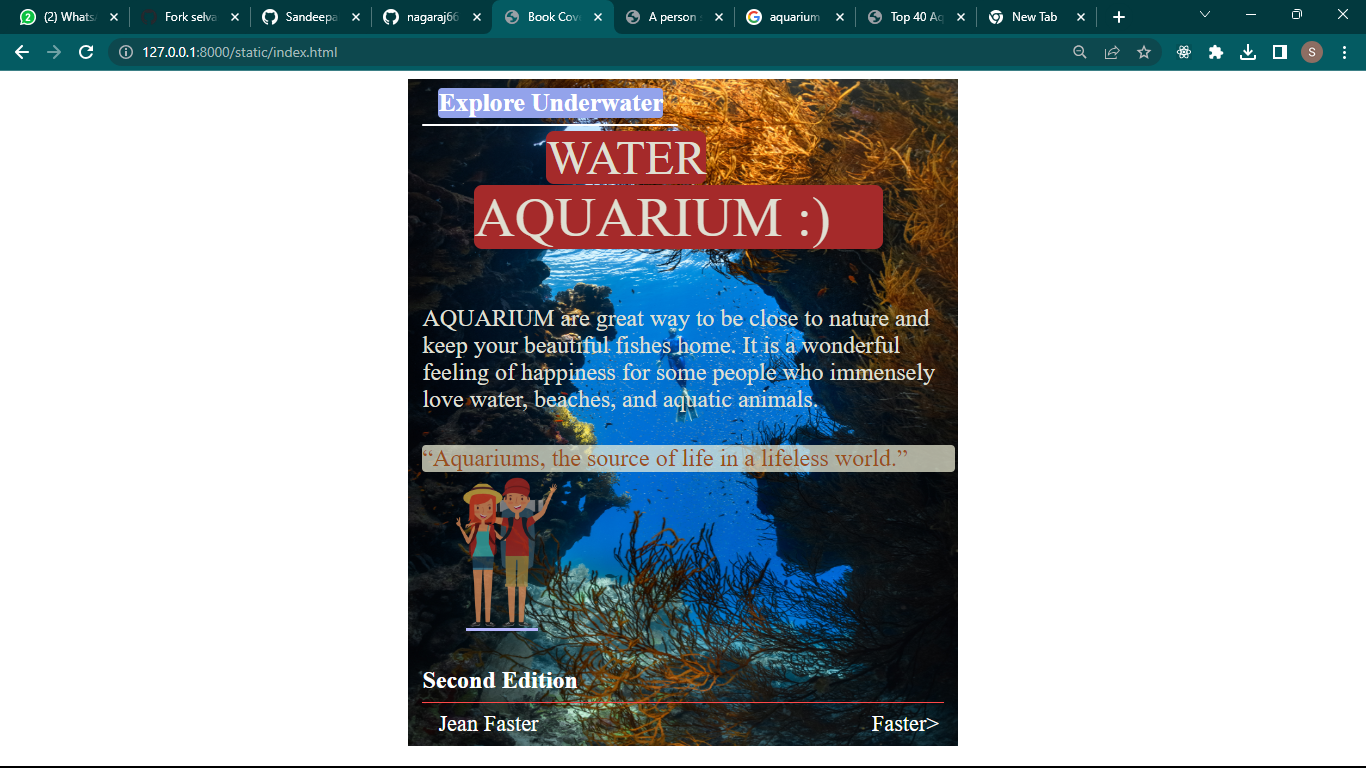 (2) Whats
Fork selva
Sandeepa
nagaraj66
Book Cov
A person
aquarium
Top 40 Aq
New Tab
127.0.0.1:8000/static/index.html
S
Explore Underwater
WATER
AQUARIUM :)
AQUARIUM are great way to be close to nature and
keep your beautiful fishes home. It is a wonderful
feeling of happiness for some people who immensely
love water, beaches, and aquatic animals.
“Aquariums, the source of life in a lifeless world.”
Second Edition
Jean Faster
Faster>